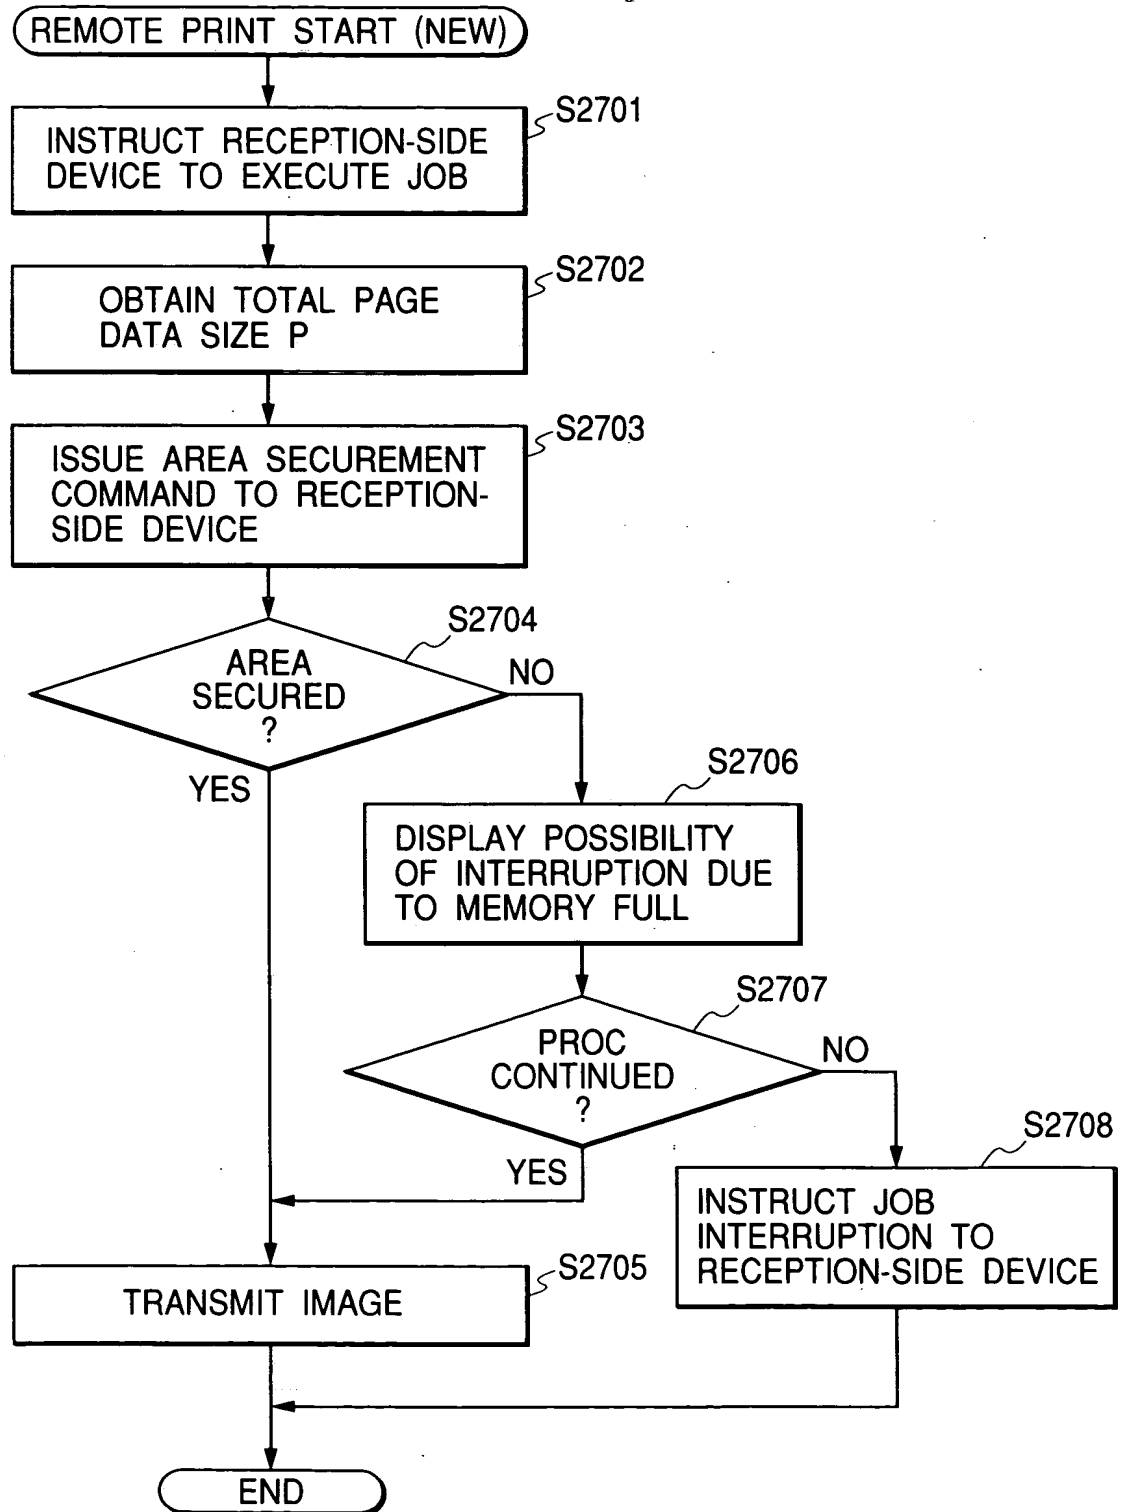 REMOTE PRINT START (NEW)
S2701
INSTRUCT RECEPTION-SIDE
DEVICE TO EXECUTE JOB
S2702
OBTAIN TOTAL PAGE
DATA SIZE P
S2703
ISSUE AREA SECUREMENT
COMMAND TO RECEPTION-
SIDE DEVICE
S2704
AREA
SECURED
?
NO
YES
S2706
DISPLAY POSSIBILITY
OF INTERRUPTION DUE
TO MEMORY FULL
S2707
PROC
CONTINUED
?
NO
YES
S2708
INSTRUCT JOB
INTERRUPTION TO
RECEPTION-SIDE DEVICE
S2705
TRANSMIT IMAGE
END